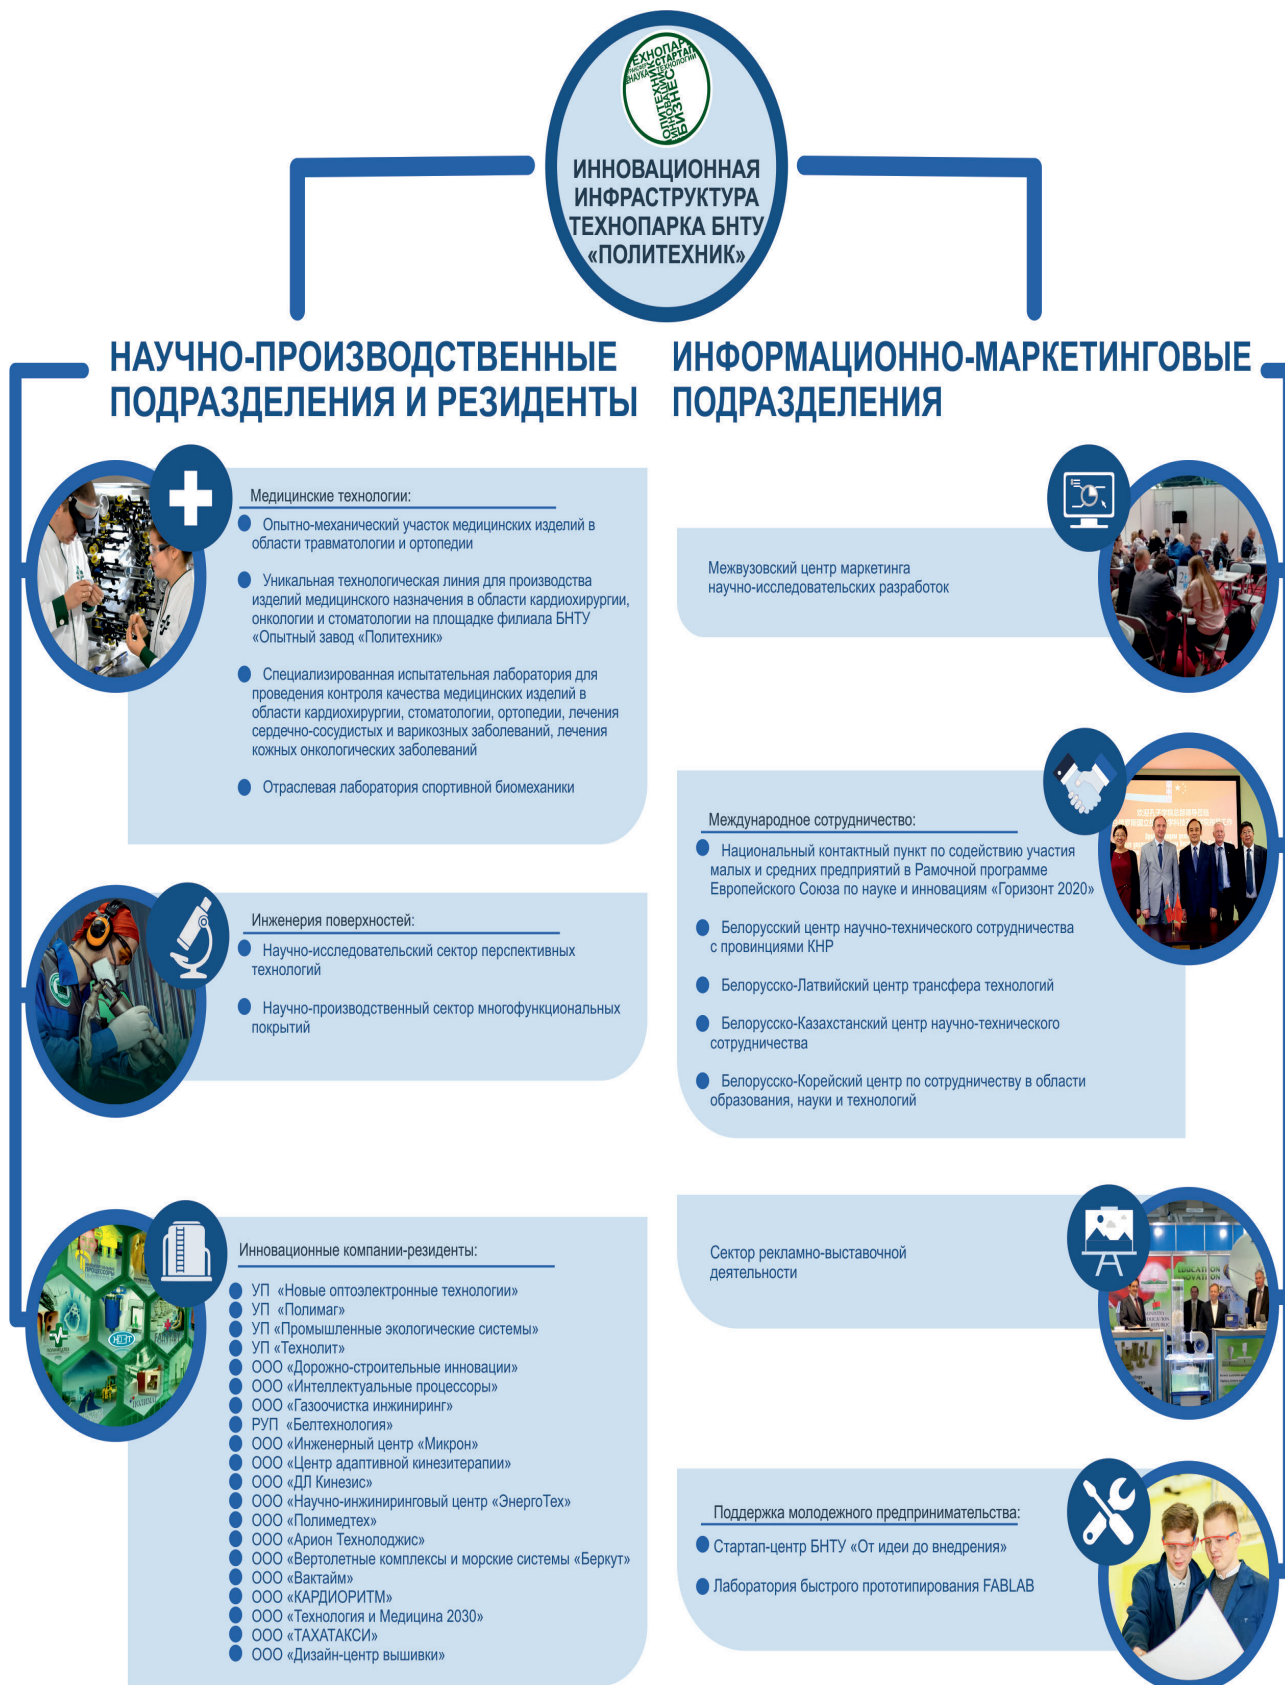 ТЕХНОПАРК
СТАРТАП
НАУКА ТЕХНОЛОГИИ
ПОЛИТЕХНИК
ИННОВАЦИИ
БИЗНЕС
ИННОВАЦИОННАЯ
ИНФРАСТРУКТУРА
ТЕХНОПАРКА БНТУ
«ПОЛИТЕХНИК»
НАУЧНО-ПРОИЗВОДСТВЕННЫЕ
ПОДРАЗДЕЛЕНИЯ И РЕЗИДЕНТЫ
Медицинские технологии:
Опытно-механический участок медицинских изделий в
области травматологии и ортопедии
Уникальная технологическая линия для производства
изделий медицинского назначения в области кардиохирургии,
онкологии и стоматологии на площадке филиала БНТУ
«Опытный завод «Политехник»
Специализированная испытательная лаборатория для
проведения контроля качества медицинских изделий в
области кардиохирургии, стоматологии, ортопедии, лечения
сердечно-сосудистых и варикозных заболеваний, лечения
кожных онкологических заболеваний
Отраслевая лаборатория спортивной биомеханики
Инженерия поверхностей:
Научно-исследовательский сектор перспективных
технологий
Научно-производственный сектор многофункциональных
покрытий
Инновационные компании-резиденты:
УП «Новые оптоэлектронные технологии»
УП «Полимаг»
УП «Промышленные экологические системы»
УП «Технолит»
ООО «Дорожно-строительные инновации»
ООО «Интеллектуальные процессоры»
ООО «Газоочистка инжиниринг»
РУП «Белтехнология»
ООО «Инженерный центр «Микрон»
ООО «Центр адаптивной кинезитерапии»
ООО «ДЛ Кинезис»
ООО «Научно-инжиниринговый центр «ЭнергоТех»
ООО «Полимедтех»
ООО «Арион Технолоджис»
ООО «Вертолетные комплексы и морские системы «Беркут»
ООО «Вактайм»
ООО «КАРДИОРИТМ»
ООО «Технология и Медицина 2030»
ООО «ТАХАТАКСИ»
ООО «Дизайн-центр вышивки»
ИНФОРМАЦИОННО-МАРКЕТИНГОВЫЕ
ПОДРАЗДЕЛЕНИЯ
Межвузовский центр маркетинга
научно-исследовательских разработок
Международное сотрудничество:
Национальный контактный пункт по содействию участия
малых и средних предприятий в Рамочной программе
Европейского Союза по науке и инновациям «Горизонт 2020»
Белорусский центр научно-технического сотрудничества
с провинциями КНР
Белорусско-Латвийский центр трансфера технологий
Белорусско-Казахстанский центр научно-технического
сотрудничества
Белорусско-Корейский центр по сотрудничеству в области
образования, науки и технологий
Сектор рекламно-выставочной
деятельности
Поддержка молодежного предпринимательства:
Стартап-центр БНТУ «От идеи до внедрения»
Лаборатория быстрого прототипирования FABLAB